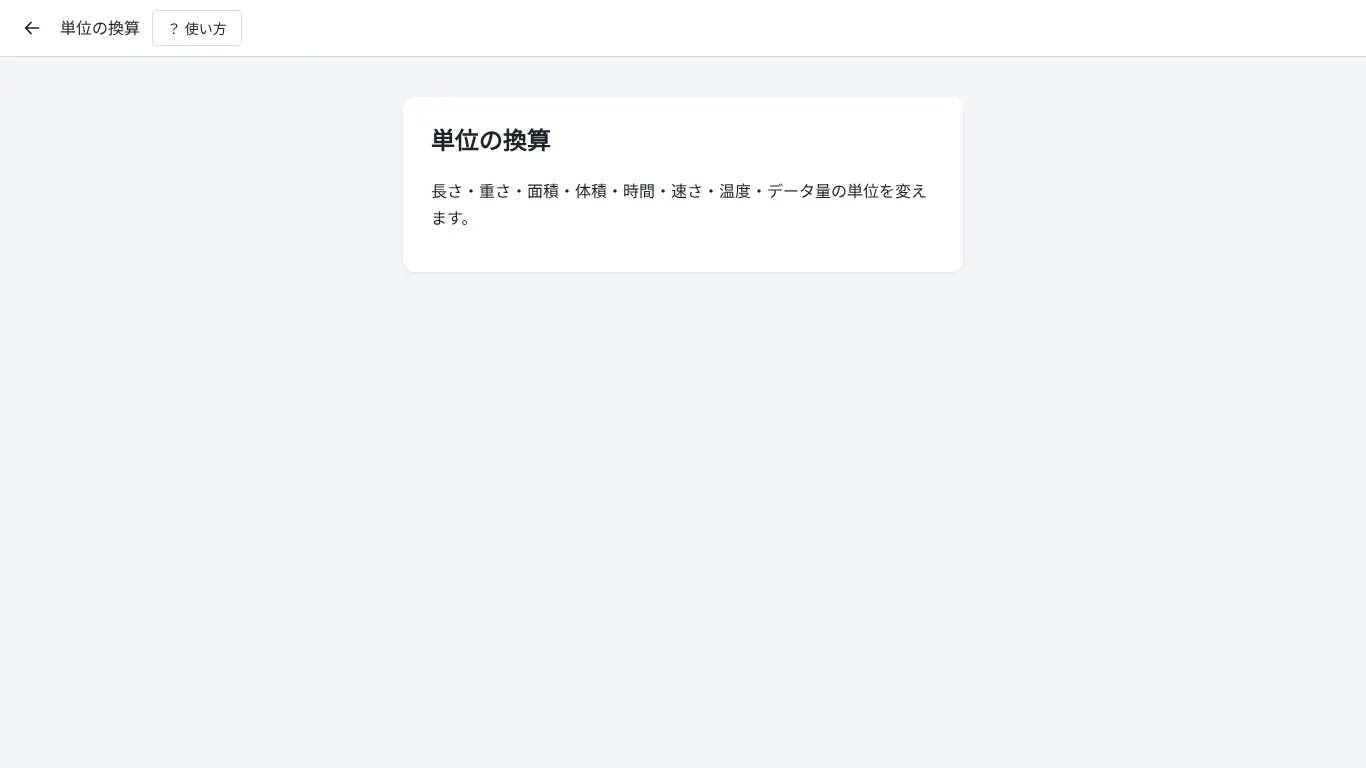 単位の換算
? 使い方
単位の換算
長さ・重さ・面積・体積・時間・速さ・温度・データ量の単位を変え
ます。